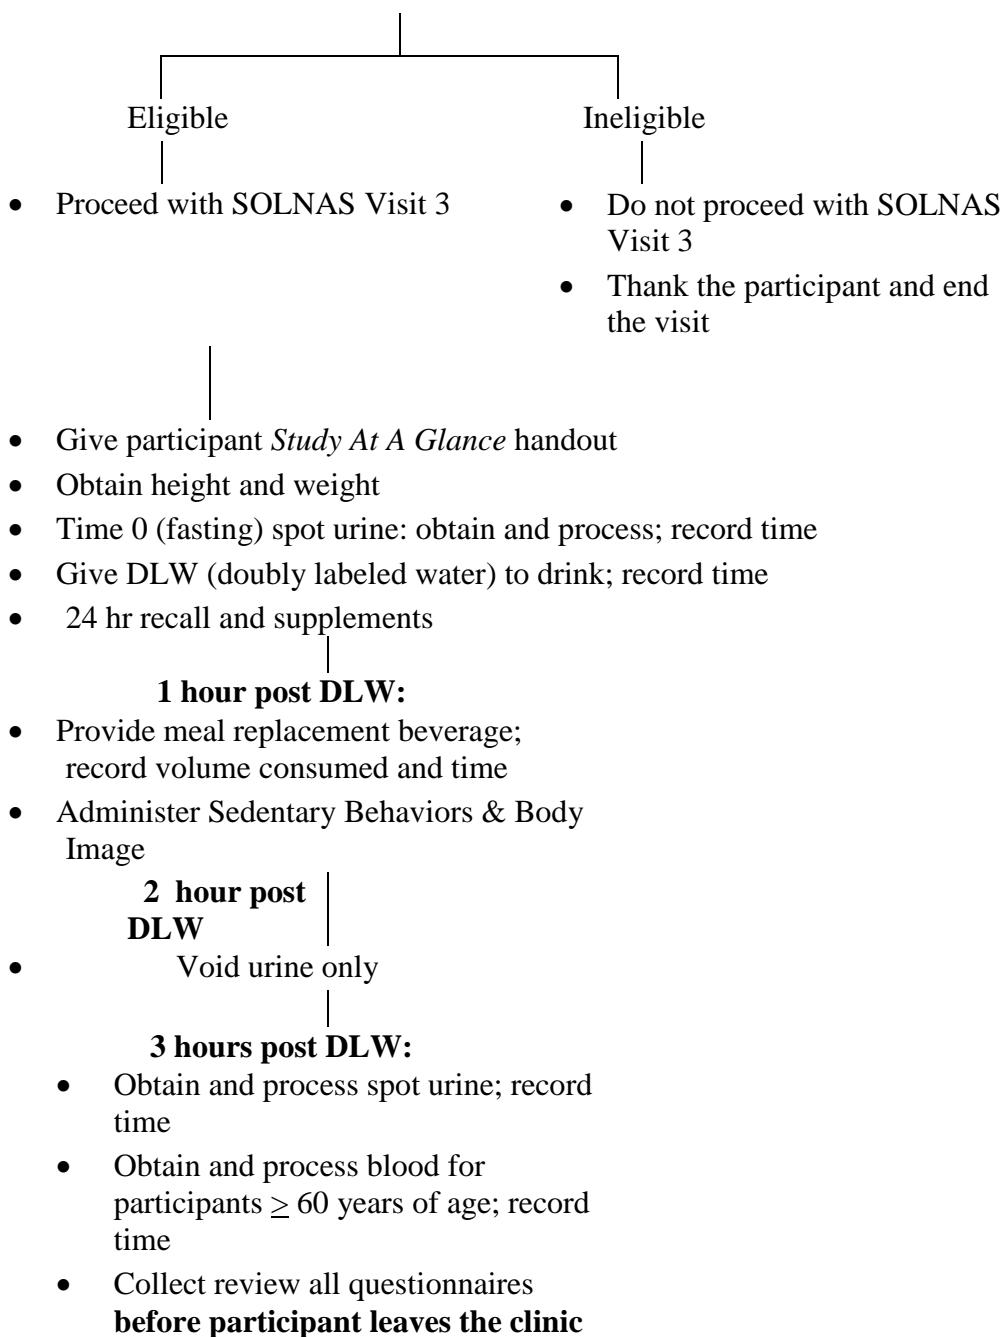 Eligible
Ineligible
• Proceed with SOLNAS Visit 3
• Do not proceed with SOLNAS
Visit 3
• Thank the participant and end
the visit
• Give participant Study At A Glance handout
• Obtain height and weight
• Time 0 (fasting) spot urine: obtain and process; record time
• Give DLW (doubly labeled water) to drink; record time
• 24 hr recall and supplements
1 hour post DLW:
• Provide meal replacement beverage;
record volume consumed and time
• Administer Sedentary Behaviors & Body
Image
2 hour post
DLW
• Void urine only
3 hours post DLW:
• Obtain and process spot urine; record
time
• Obtain and process blood for
participants ≥ 60 years of age; record
time
• Collect review all questionnaires
before participant leaves the clinic